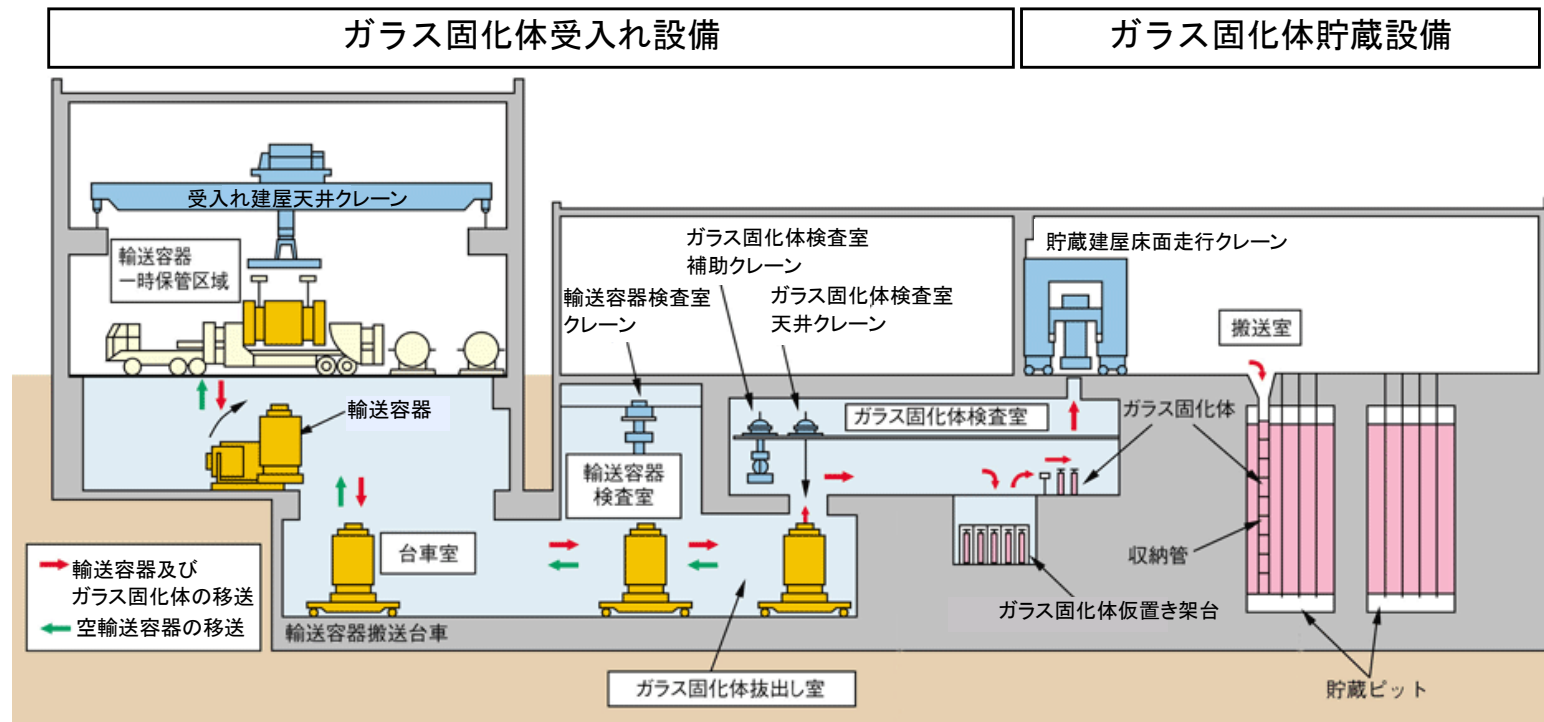 ガラス固化体受入れ設備
ガラス固化体貯蔵設備
受入れ建屋天井クレーン
輸送容器
一時保管区域
ガラス固化体検査室
補助クレーン
輸送容器検査室
クレーン
ガラス固化体検査室
天井クレーン
貯蔵建屋床面走行クレーン
搬送室
輸送容器
ガラス固化体検査室
ガラス固化体
輸送容器
検査室
台車室
収納管
輸送容器及び
ガラス固化体の移送
空輸送容器の移送
輸送容器搬送台車
ガラス固化体仮置き架台
ガラス固化体抜出し室
貯蔵ピット